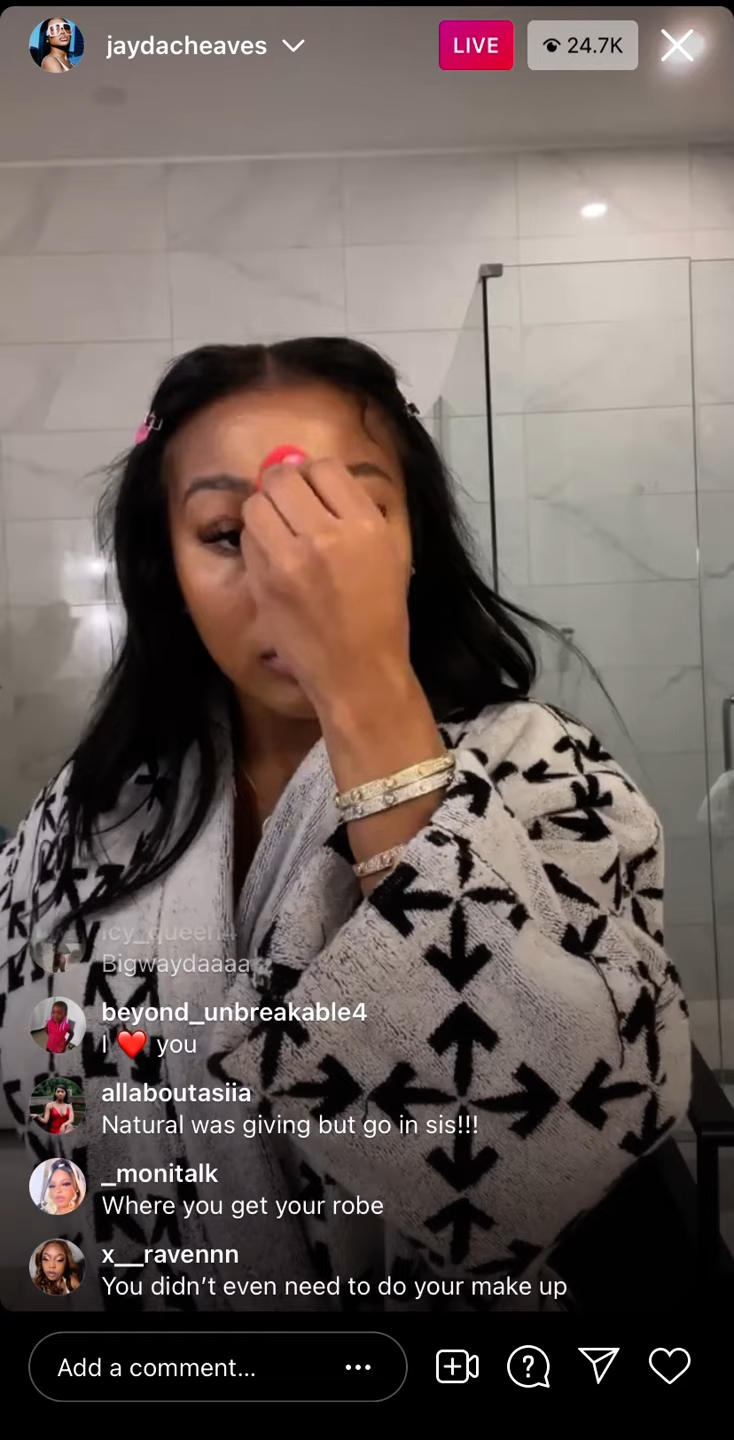 jaydacheaves
LIVE
24.7K
icy_queen4
Bigwaydaaaa
beyond_unbreakable4
I ❤️ you
allaboutasiia
Natural was giving but go in sis!!!
_monitalk
Where you get your robe
x__ravennn
You didn’t even need to do your make up
Add a comment...